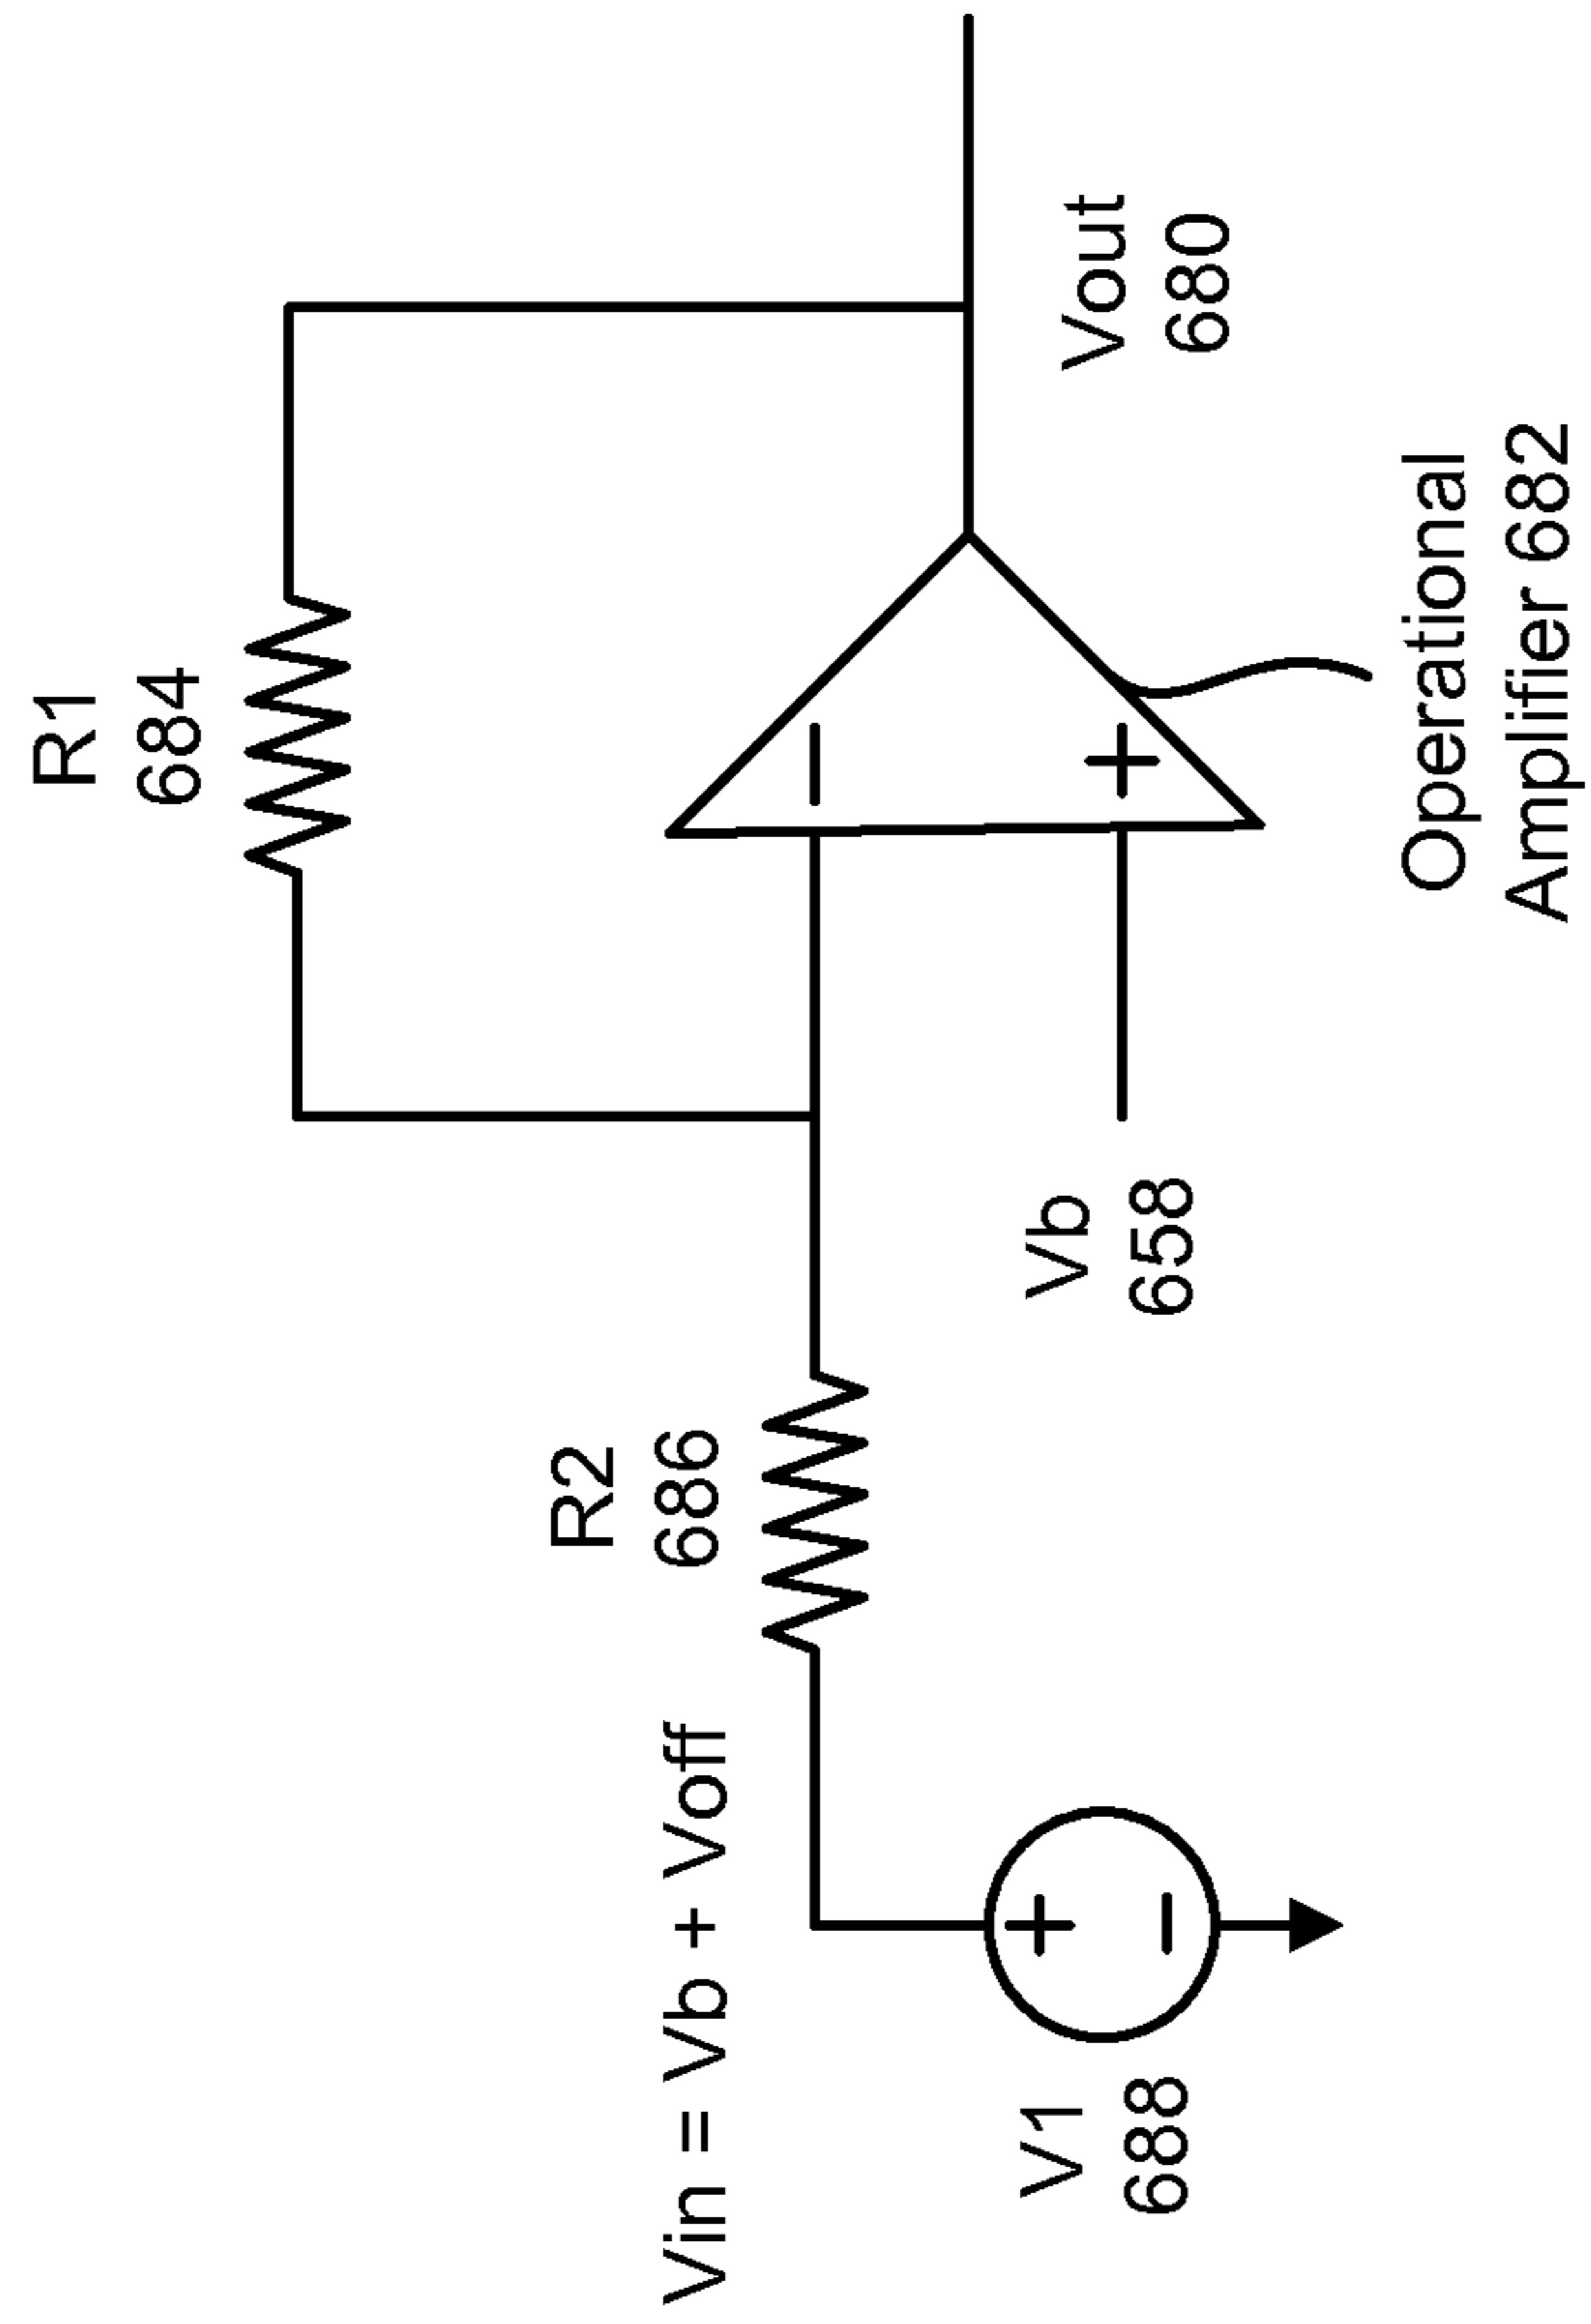 R1
684
R2
686
Vin = Vb + Voff
−
+
Vout
680
Vb
658
+
−
V1
688
Operational
Amplifier 682